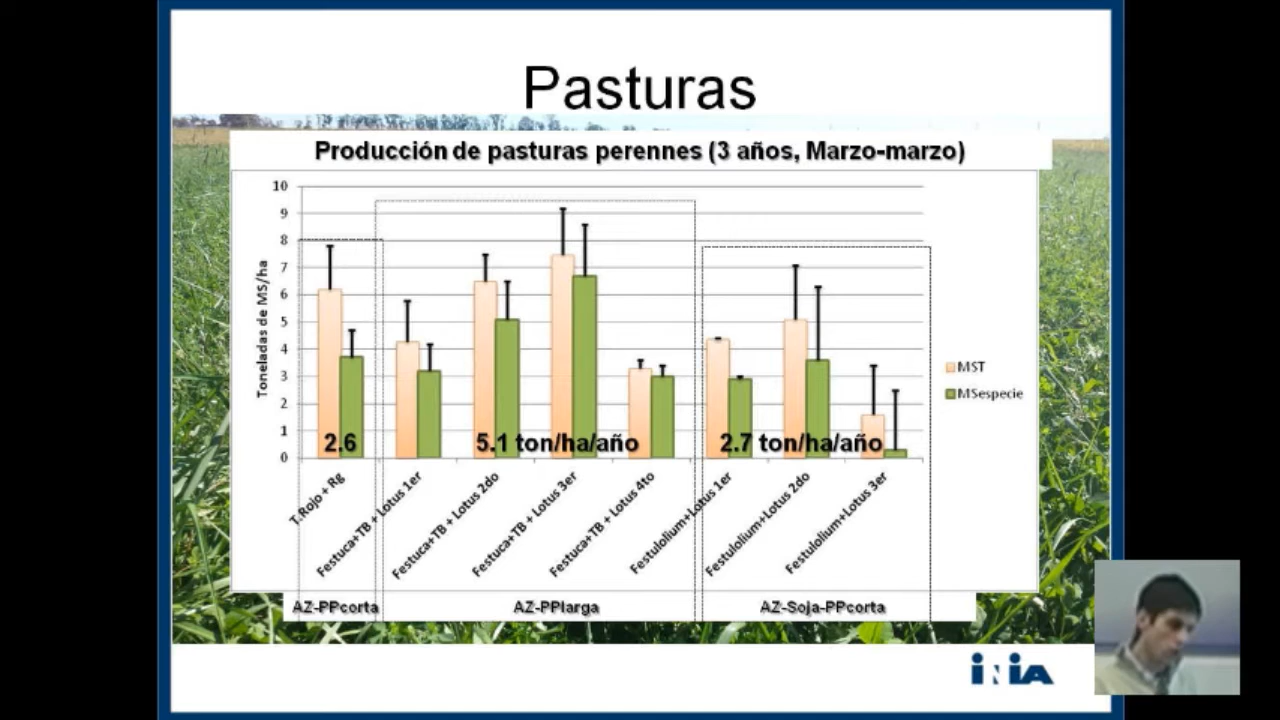 Pasturas
Producción de pasturas perennes (3 años, Marzo-marzo)
Toneladas de MS/ha
10
9
8
7
6
5
4
3
2
1
0
2.6
5.1 ton/ha/año
2.7 ton/ha/año
MST
MSespecie
T.Rojo + Rg
Festuca+TB + Lotus 1er
Festuca+TB + Lotus 2do
Festuca+TB + Lotus 3er
Festuca+TB + Lotus 4to
Festulolium+Lotus 1er
Festulolium+Lotus 2do
Festulolium+Lotus 3er
AZ-PPcorta
AZ-PPlarga
AZ-Soja-PPcorta
iNiA